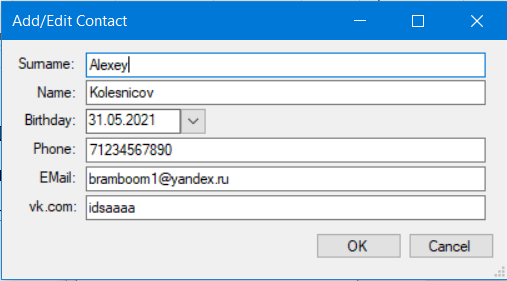 Add/Edit Contact
Surname: Alexey
Name: Kolesnicov
Birthday: 31.05.2021
Phone: 71234567890
EMail: bramboom1@yandex.ru
vk.com: idsaaaa
OK Cancel